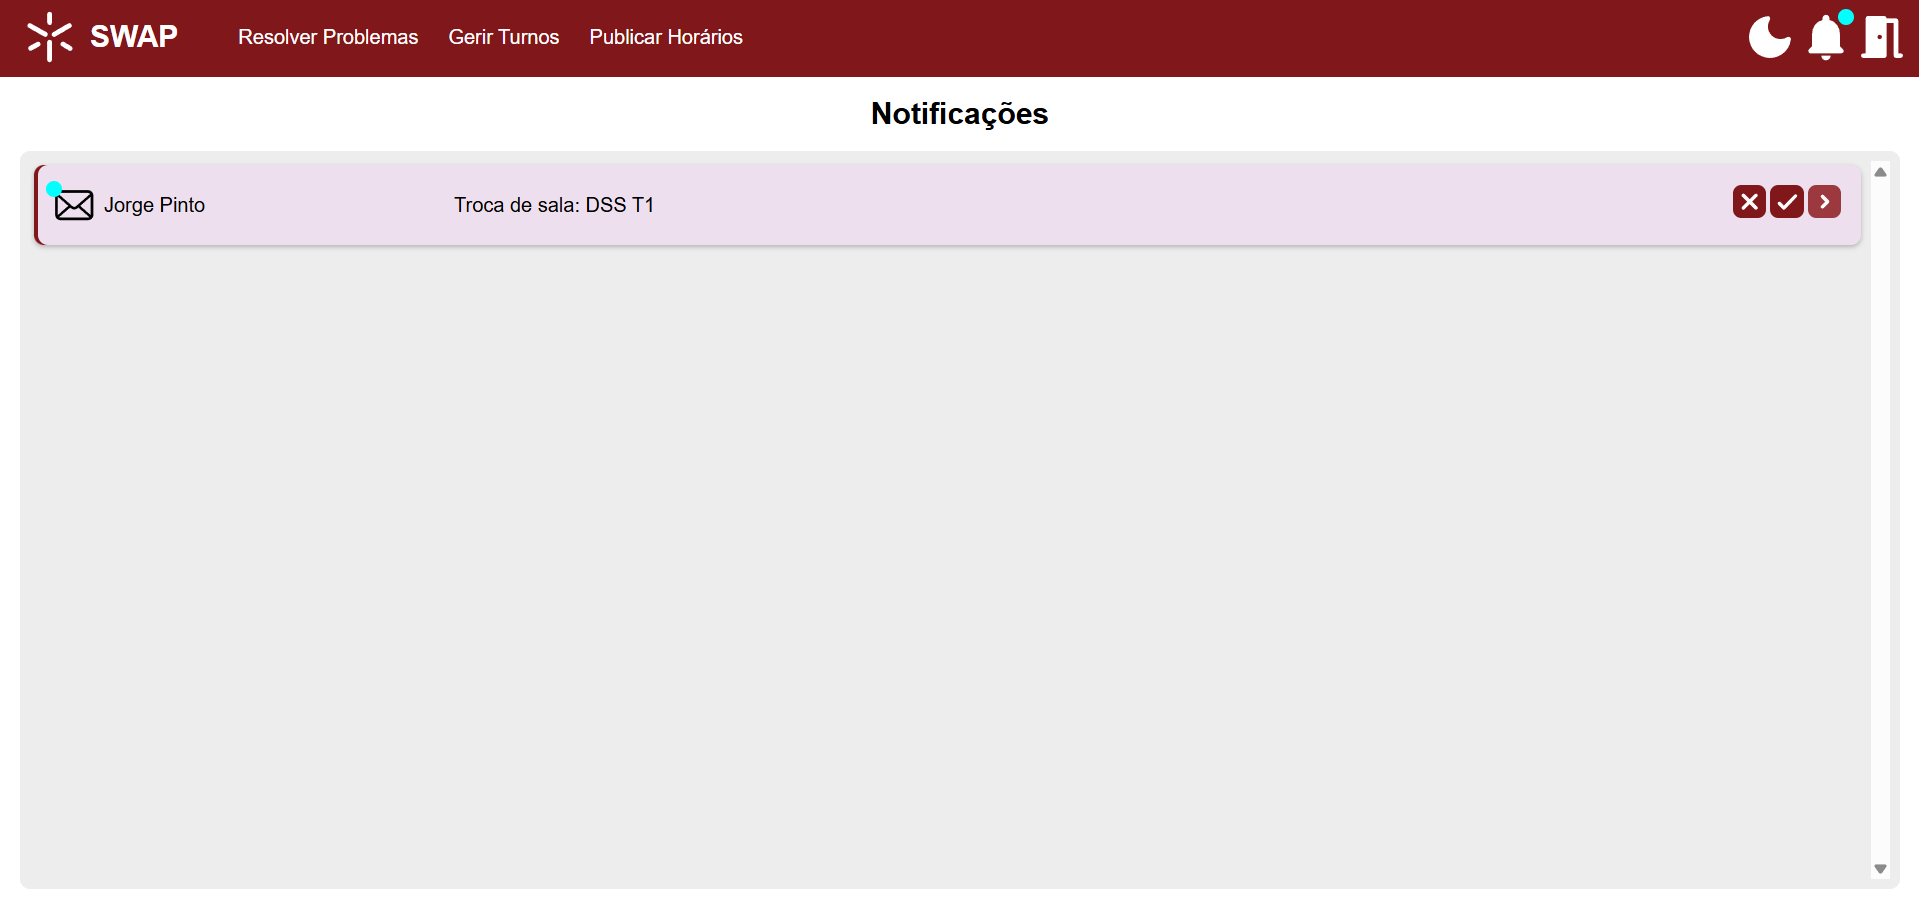 SWAP Resolver Problemas Gerir Turnos Publicar Horários
Notificações
Jorge Pinto Troca de sala: DSS T1